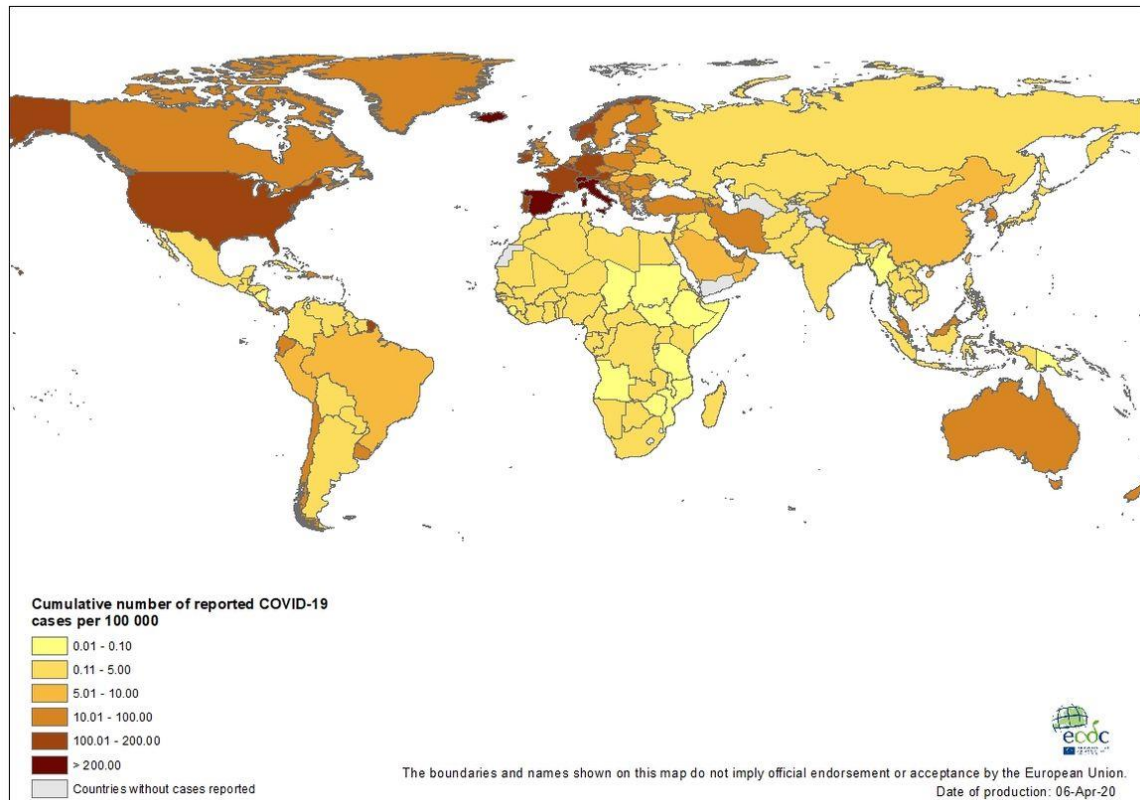 Cumulative number of reported COVID-19
cases per 100 000
0.01 - 0.10
0.11 - 5.00
5.01 - 10.00
10.01 - 100.00
100.01 - 200.00
> 200.00
Countries without cases reported
ecdc
The boundaries and names shown on this map do not imply official endorsement or acceptance by the European Union.
Date of production: 06-Apr-20